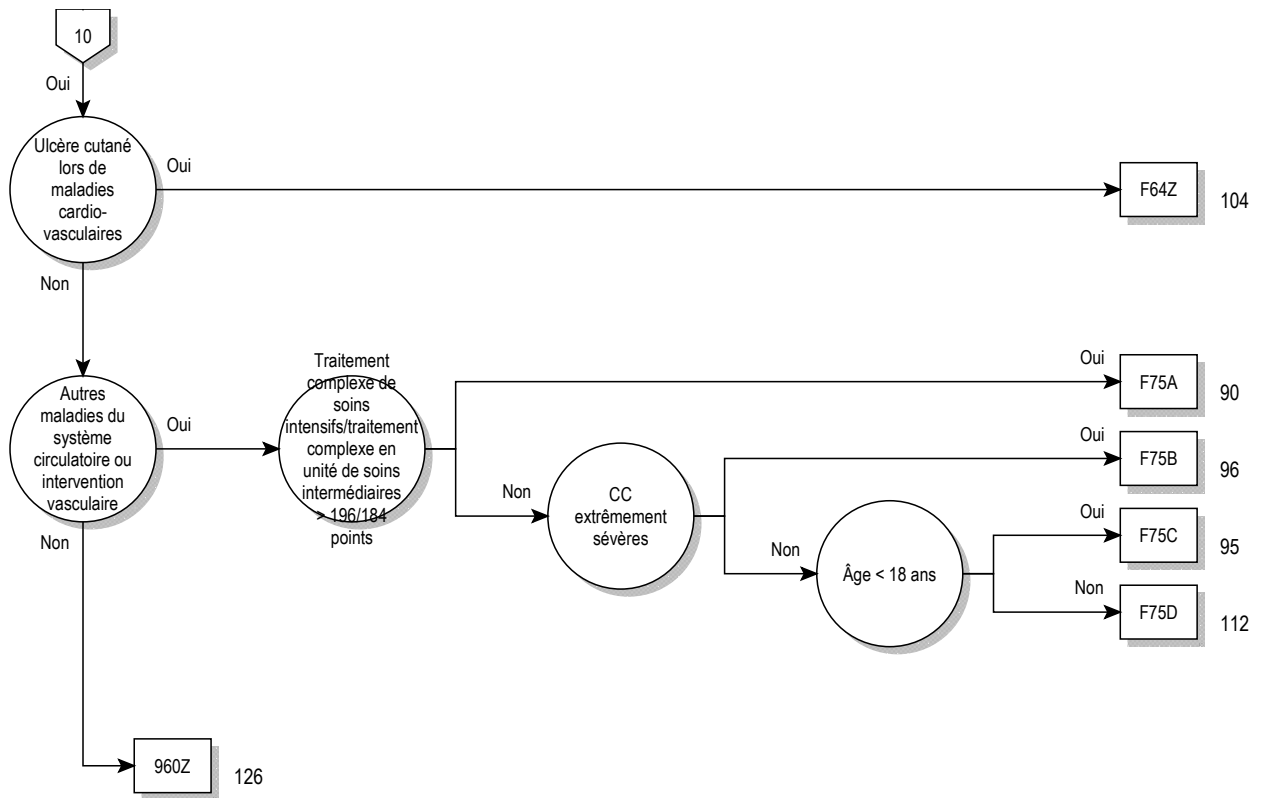 10
Oui
Ulcère cutané
lors de
maladies
cardio-
vasculaires
Oui
F64Z
104
Non
Autres
maladies du
système
circulatoire ou
intervention
vasculaire
Oui
Traitement
complexe de
soins
intensifs/traitement
complexe en
unité de soins
intermédiaires
> 196/184
points
Oui
F75A
90
Non
CC
extrêmement
sévères
Oui
F75B
96
Non
Âge < 18 ans
Oui
F75C
95
Non
F75D
112
Non
960Z
126